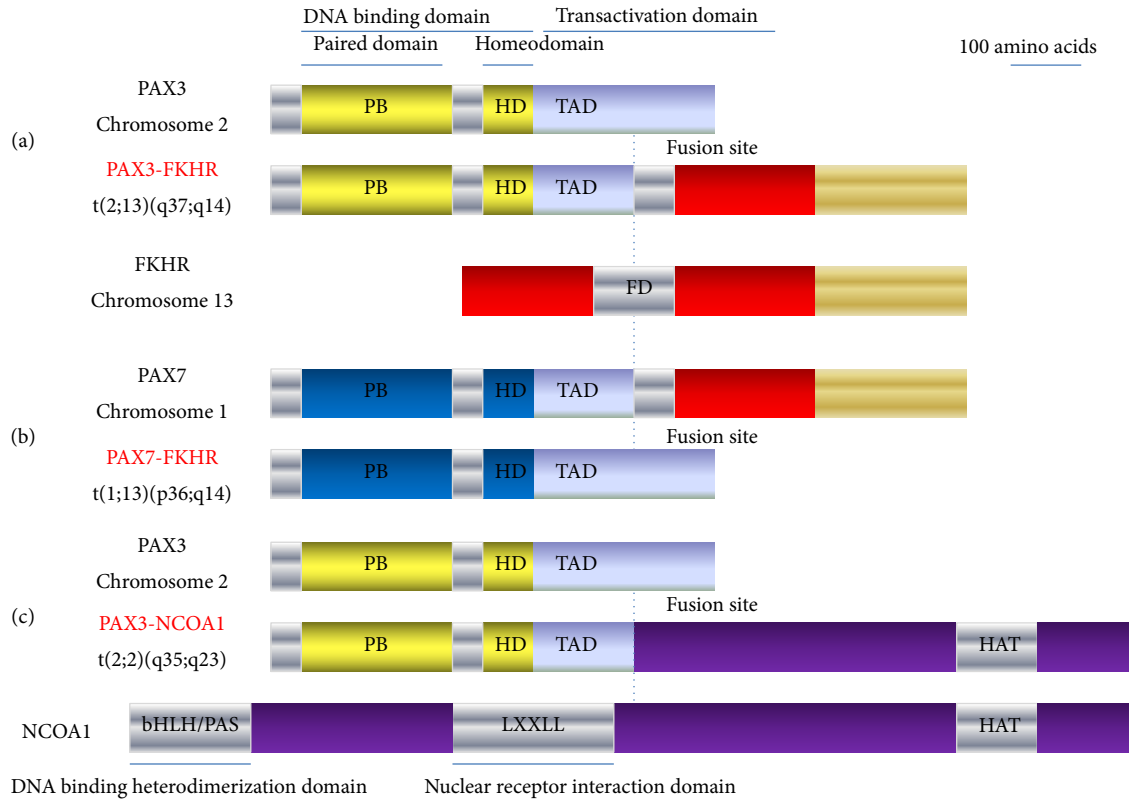 DNA binding domain Transactivation domain
Paired domain Homeodomain 100 amino acids
PAX3
Chromosome 2
PB HD TAD
(a)
Fusion site
PAX3-FKHR
t(2;13)(q37;q14)
PB HD TAD
FKHR
Chromosome 13
FD
PAX7
Chromosome 1
PB HD TAD
(b)
Fusion site
PAX7-FKHR
t(1;13)(p36;q14)
PB HD TAD
PAX3
Chromosome 2
PB HD TAD
(c)
Fusion site
PAX3-NCOA1
t(2;2)(q35;q23)
PB HD TAD HAT
NCOA1
bHLH/PAS LXXLL HAT
DNA binding heterodimerization domain Nuclear receptor interaction domain